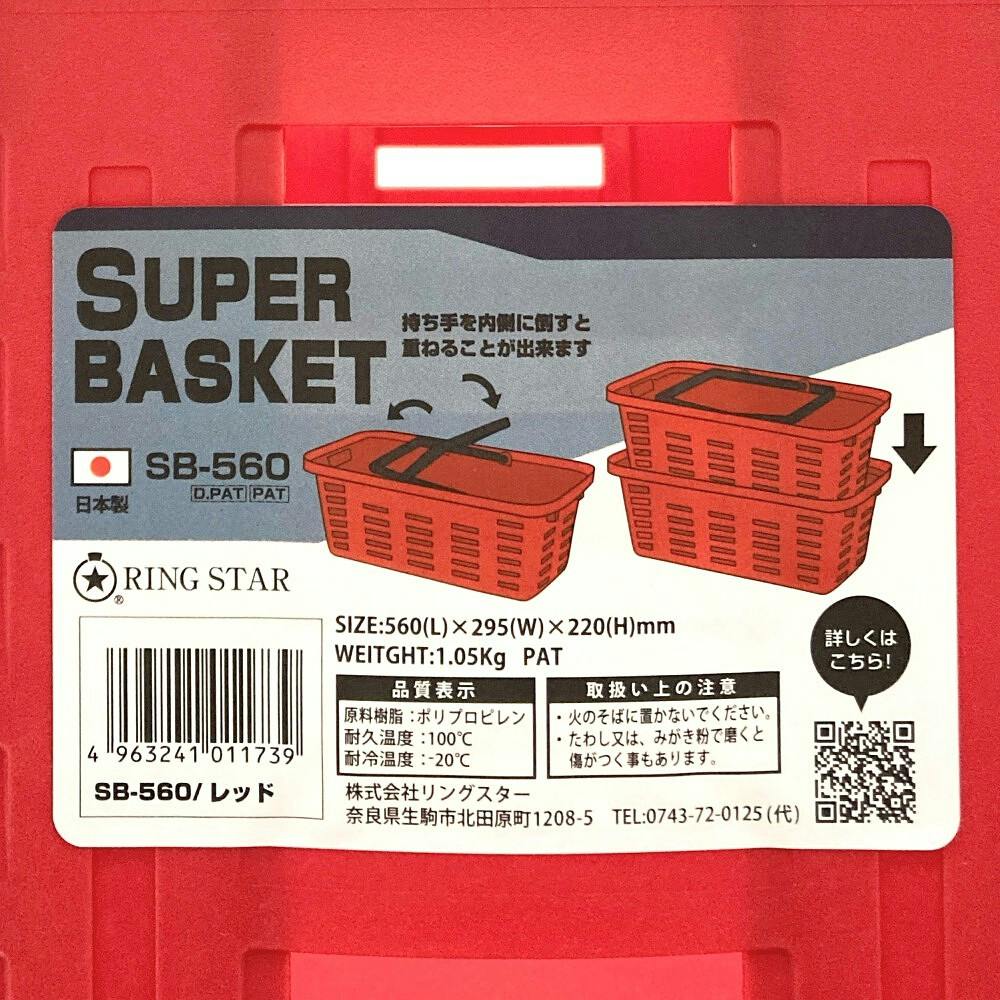 SUPER
BASKET
持ち手を内側に倒すと
重ねることが出来ます
日本製
SB-560
D.PAT PAT
RING STAR
®
SIZE:560(L)×295(W)×220(H)mm
WEITGHT:1.05Kg PAT
詳しくは
こちら!
品質表示
原料樹脂:ポリプロピレン
耐久温度:100℃
耐冷温度:-20℃
取扱い上の注意
・火のそばに置かないでください。
・たわし又は、みがき粉で磨くと
傷がつく事もあります。
4 963241 011739
SB-560/レッド
株式会社リングスター
奈良県生駒市北田原町1208-5 TEL:0743-72-0125(代)